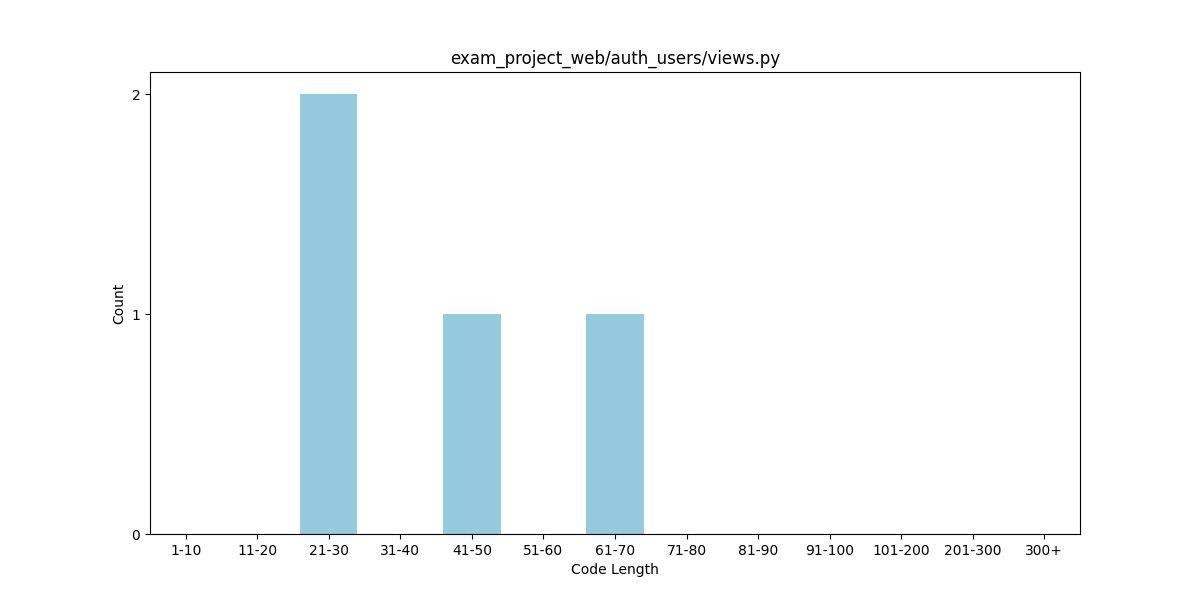 exam_project_web/auth_users/views.py
Count
2
1
0
1-10 11-20 21-30 31-40 41-50 51-60 61-70 71-80 81-90 91-100 101-200 201-300 300+
Code Length